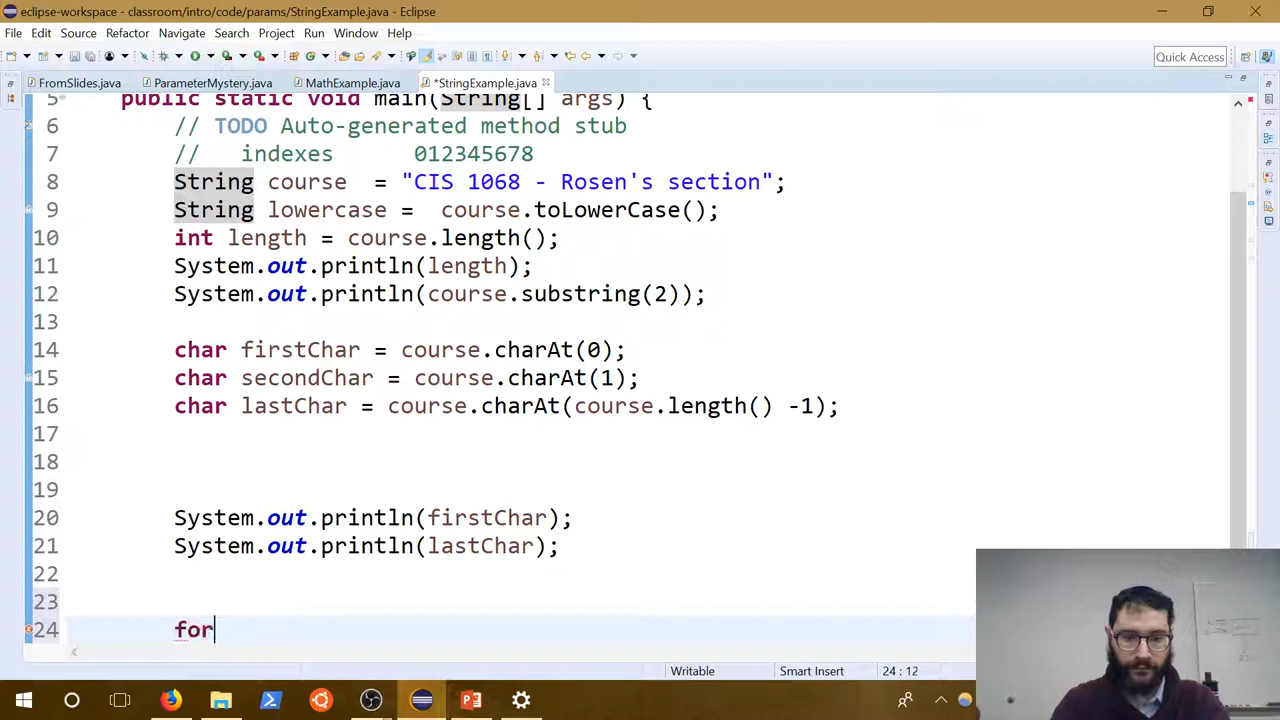 eclipse-workspace - classroom/intro/code/params/StringExample.java - Eclipse
File Edit Source Refactor Navigate Search Project Run Window Help
Quick Access
FromSlides.java ParameterMystery.java MathExample.java *StringExample.java
5 public static void main(String[] args) {
6 // TODO Auto-generated method stub
7 // indexes 012345678
8 String course = "CIS 1068 - Rosen's section";
9 String lowercase = course.toLowerCase();
10 int length = course.length();
11 System.out.println(length);
12 System.out.println(course.substring(2));
13
14 char firstChar = course.charAt(0);
15 char secondChar = course.charAt(1);
16 char lastChar = course.charAt(course.length() -1);
17
18
19
20 System.out.println(firstChar);
21 System.out.println(lastChar);
22
23
24 for
Writable Smart Insert 24 : 12